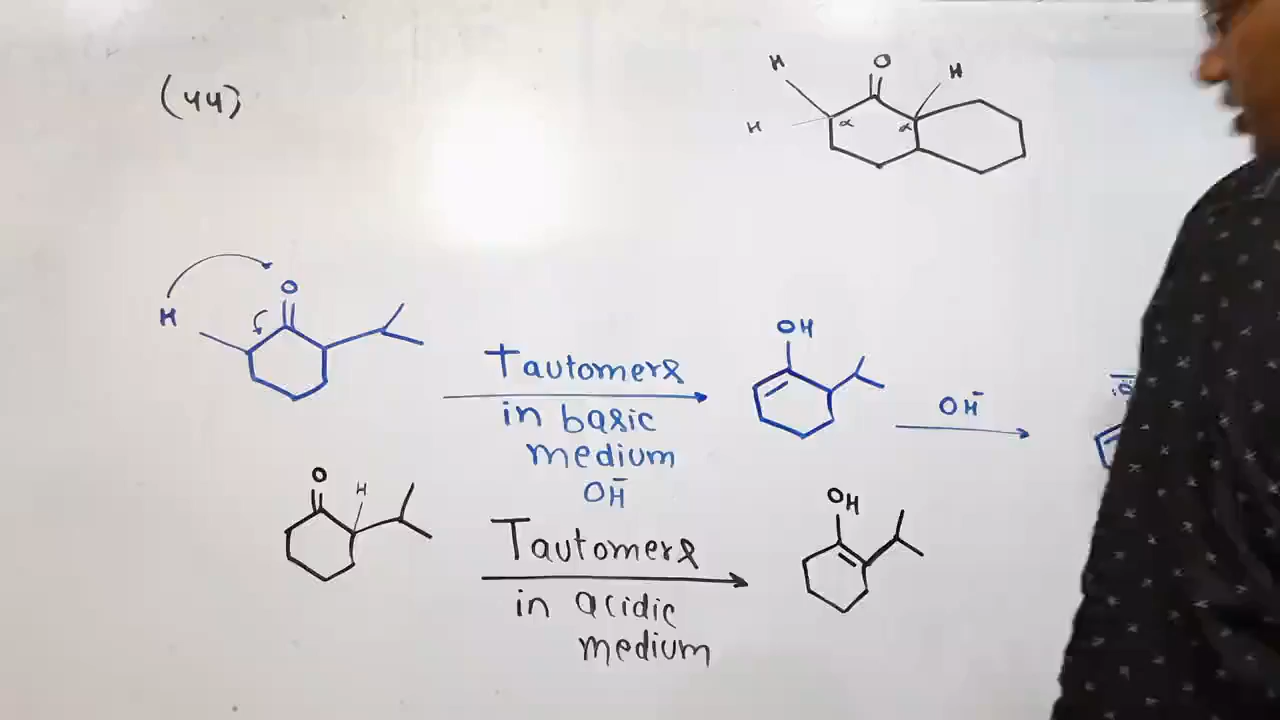 (44)
O
H
H
H
α
α
O
H
Tautomers
in basic
medium
OH̄
OH
OH̄
O
H
Tautomers
in acidic
medium
OH